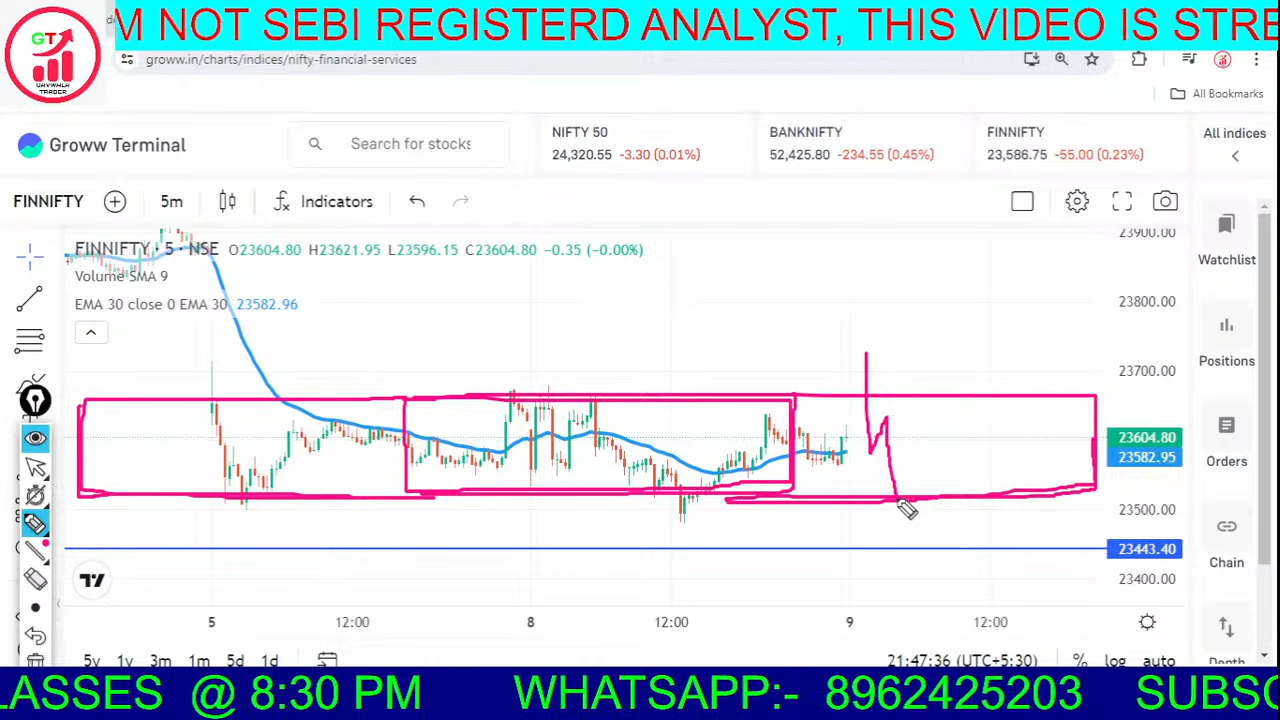 M NOT SEBI REGISTERD ANALYST, THIS VIDEO IS STRE
GTX
GAYWALA
TRADER
groww.in/charts/indices/nifty-financial-services
All Bookmarks
Groww Terminal
Search for stocks
NIFTY 50
24,320.55 -3.30 (0.01%)
BANKNIFTY
52,425.80 -234.55 (0.45%)
FINNIFTY
23,586.75 -55.00 (0.23%)
All indices
FINNIFTY
5m
Indicators
FINNIFTY · 5 · NSE O23604.80 H23621.95 L23596.15 C23604.80 −0.35 (−0.00%)
Volume SMA 9
EMA 30 close 0 EMA 30 23582.96
23900.00
23800.00
23700.00
23604.80
23582.95
23500.00
23443.40
23400.00
Watchlist
Positions
Orders
Chain
Depth
5 12:00 8 12:00 9 12:00
5y 1y 3m 1m 5d 1d
21:47:36 (UTC+5:30) % log auto
LASSES @ 8:30 PM WHATSAPP:- 8962425203 SUBSC